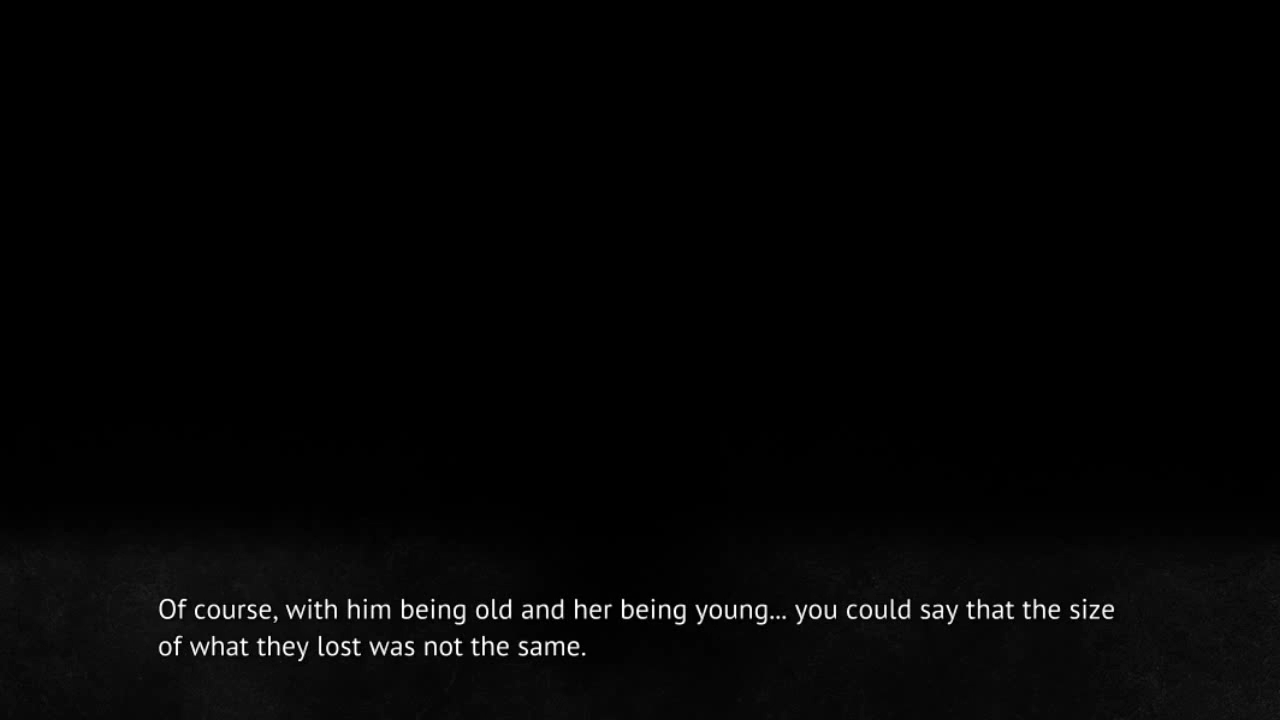 Of course, with him being old and her being young... you could say that the size
of what they lost was not the same.